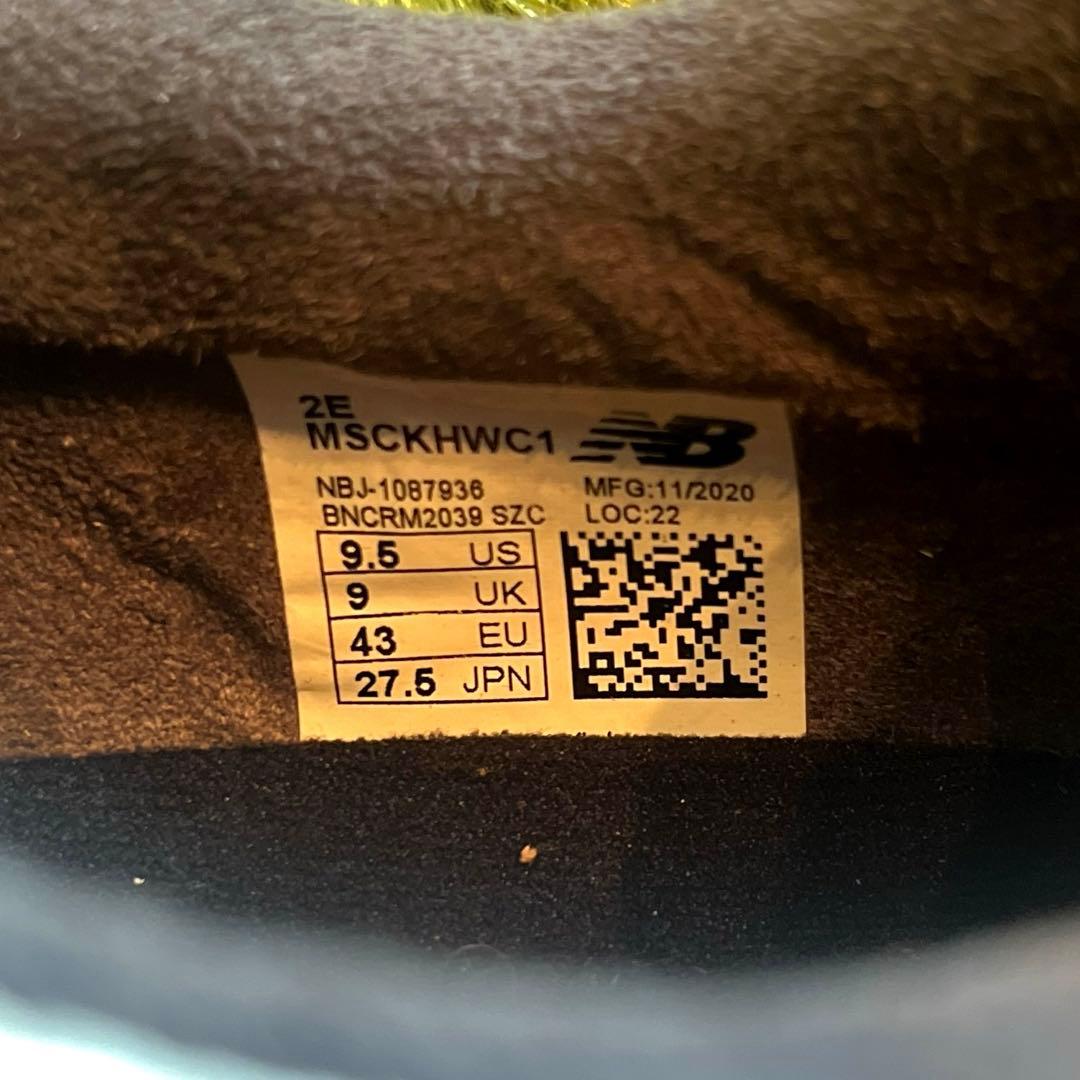 2E
MSCKHWC1 NB
NBJ-1087936 MFG:11/2020
BNCRM2039 SZC LOC:22
9.5 US
9 UK
43 EU
27.5 JPN